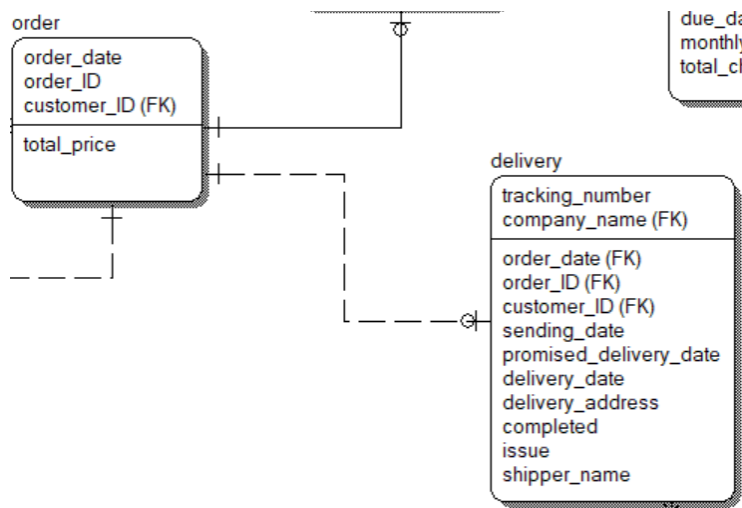 order
order_date
order_ID
customer_ID (FK)
total_price
monthly
delivery
tracking_number
company_name (FK)
order_date (FK)
order_ID (FK)
customer_ID (FK)
sending_date
promised_delivery_date
delivery_date
delivery_address
completed
issue
shipper_name